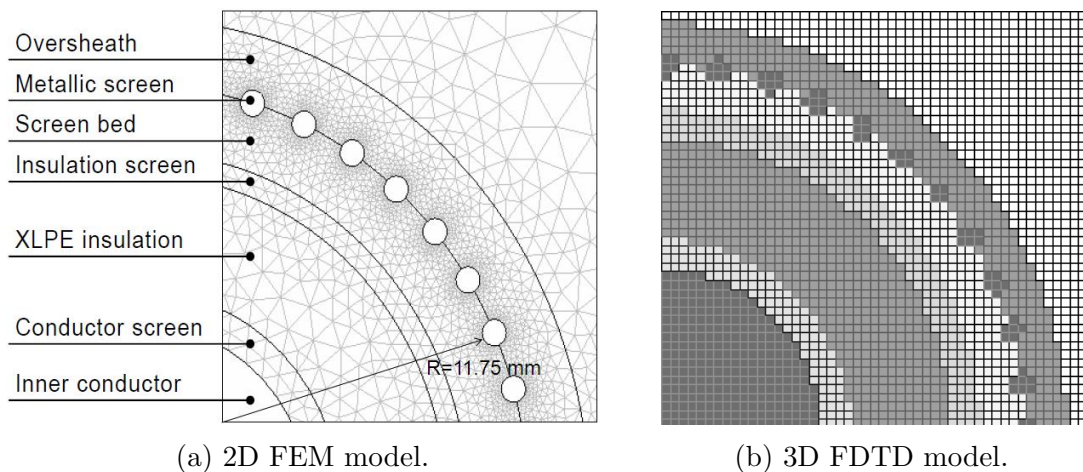 Oversheath
Metallic screen
Screen bed
Insulation screen
XLPE insulation
Conductor screen
Inner conductor
R=11.75 mm
(a) 2D FEM model.
(b) 3D FDTD model.